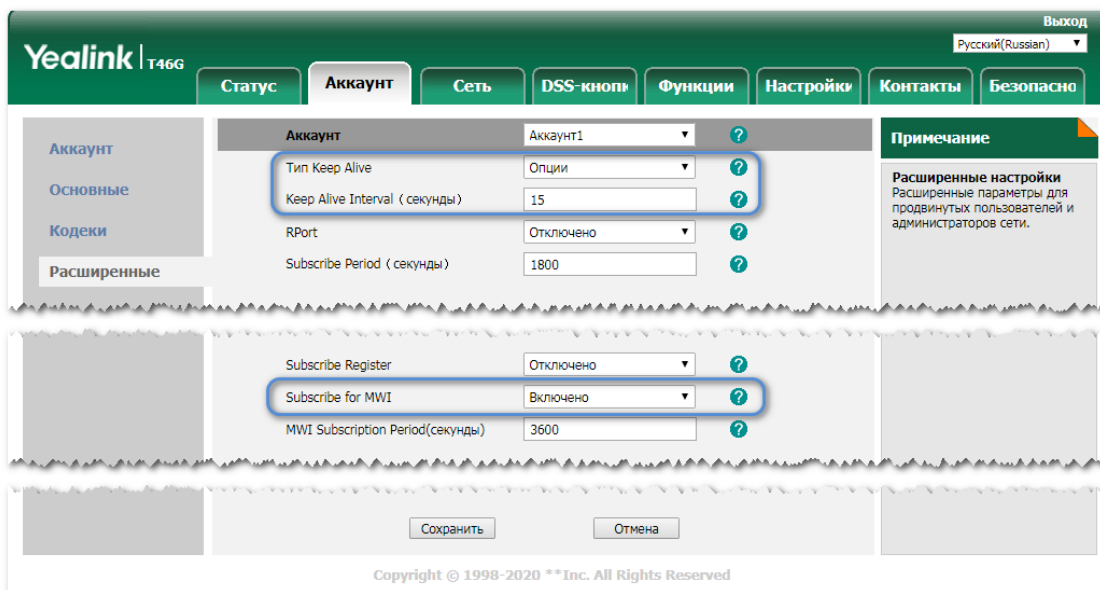 Выход
Русский(Russian)
Yealink | T46G
Статус Аккаунт Сеть DSS-кнопк Функции Настройки Контакты Безопасно
Аккаунт
Основные
Кодеки
Расширенные
Аккаунт Аккаунт1 ?
Тип Keep Alive Опции ?
Keep Alive Interval (секунды) 15 ?
RPort Отключено ?
Subscribe Period (секунды) 1800 ?
Subscribe Register Отключено ?
Subscribe for MWI Включено ?
MWI Subscription Period(секунды) 3600 ?
Сохранить Отмена
Примечание
Расширенные настройки
Расширенные параметры для
продвинутых пользователей и
администраторов сети.
Copyright © 1998-2020 **Inc. All Rights Reserved